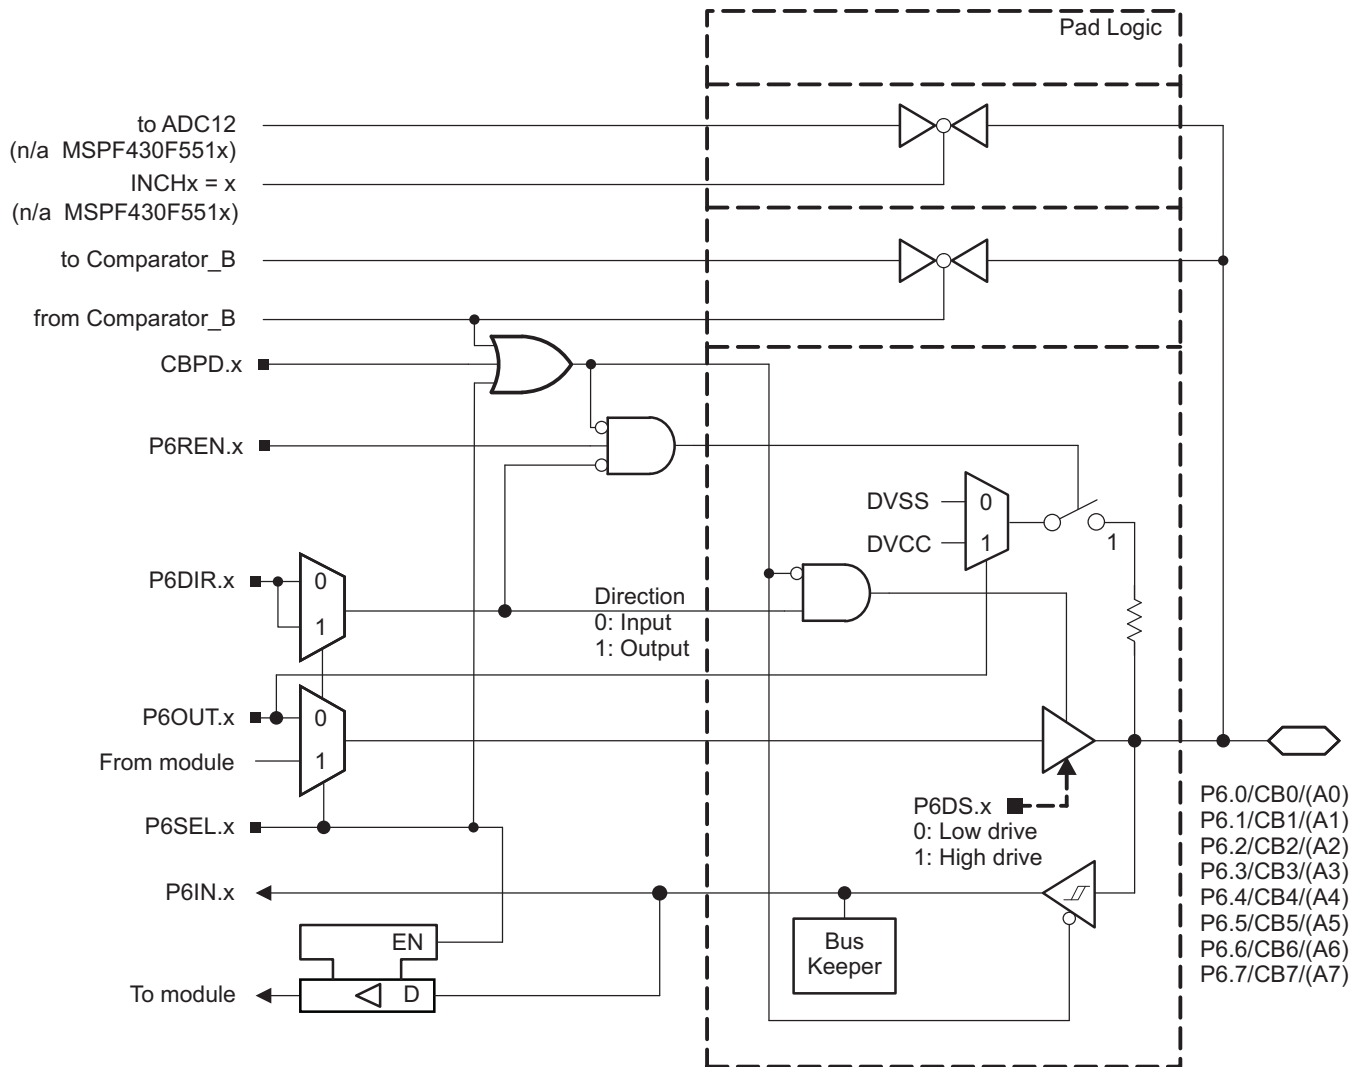 Pad Logic
to ADC12
(n/a MSPF430F551x)
INCHx = x
(n/a MSPF430F551x)
to Comparator_B
from Comparator_B
CBPD.x
P6REN.x
DVSS
0
DVCC
1
1
P6DIR.x
0
1
Direction
0: Input
1: Output
P6OUT.x
0
From module
1
P6DS.x
0: Low drive
1: High drive
P6SEL.x
P6.0/CB0/(A0)
P6.1/CB1/(A1)
P6.2/CB2/(A2)
P6.3/CB3/(A3)
P6.4/CB4/(A4)
P6.5/CB5/(A5)
P6.6/CB6/(A6)
P6.7/CB7/(A7)
P6IN.x
Bus
Keeper
EN
To module
D